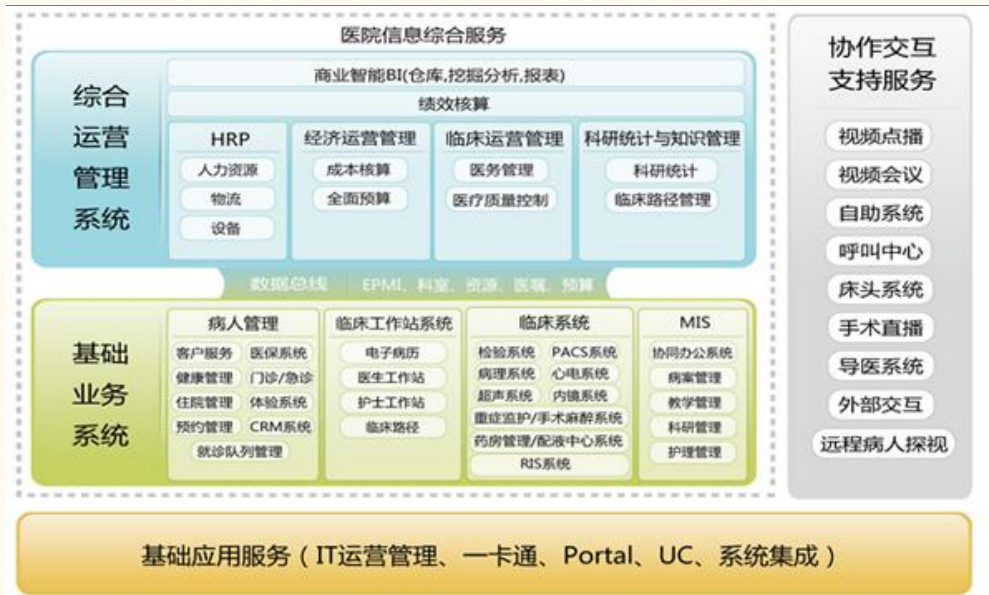 医院信息综合服务
综合
运营
管理
系统
商业智能BI(仓库,挖掘分析,报表)
绩效核算
HRP
人力资源
物流
设备
经济运营管理
成本核算
全面预算
临床运营管理
医务管理
医疗质量控制
科研统计与知识管理
科研统计
临床路径管理
数据总线 EPMI、科室、资源、医嘱、预算
基础
业务
系统
病人管理
客户服务 医保系统
健康管理 门诊/急诊
住院管理 体验系统
预约管理 CRM系统
就诊队列管理
临床工作站系统
电子病历
医生工作站
护士工作站
临床路径
临床系统
检验系统 PACS系统
病理系统 心电系统
超声系统 内镜系统
重症监护/手术麻醉系统
药房管理/配液中心系统
RIS系统
MIS
协同办公系统
病案管理
教学管理
科研管理
护理管理
协作交互
支持服务
视频点播
视频会议
自助系统
呼叫中心
床头系统
手术直播
导医系统
外部交互
远程病人探视
基础应用服务（IT运营管理、一卡通、Portal、UC、系统集成）